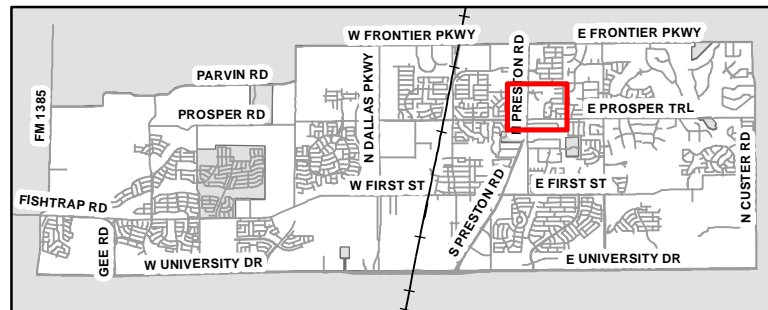 W FRONTIER PKWY
E FRONTIER PKWY
FM 1385
PARVIN RD
N DALLAS PKWY
N PRESTON RD
PROSPER RD
E PROSPER TRL
N CUSTER RD
W FIRST ST
E FIRST ST
S PRESTON RD
FISHTRAP RD
GEE RD
W UNIVERSITY DR
E UNIVERSITY DR